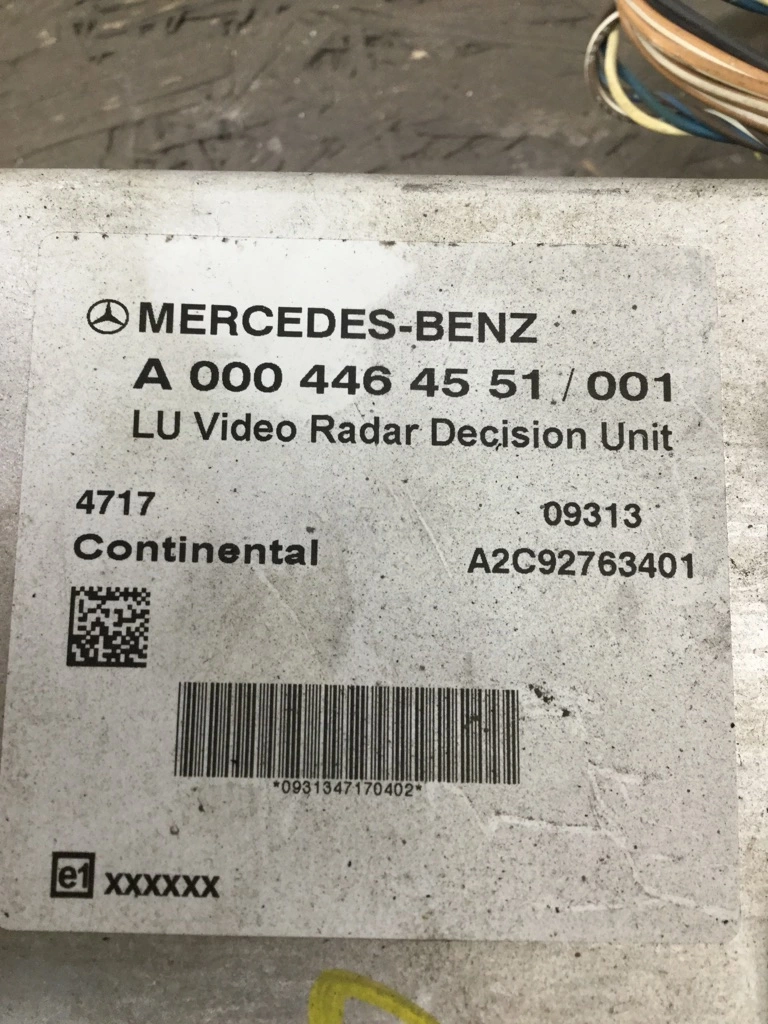 MERCEDES-BENZ
A 000 446 45 51 / 001
LU Video Radar Decision Unit
4717 09313
Continental A2C92763401
*0931347170402*
e1 XXXXXX